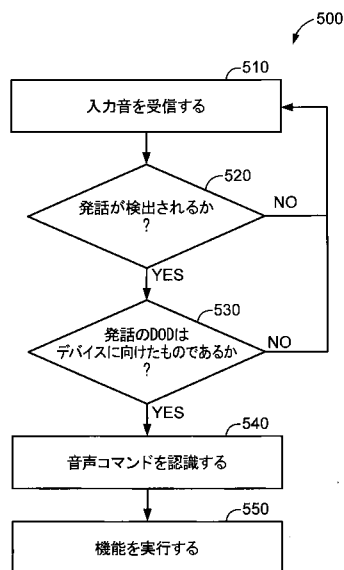 500
510
入力音を受信する
520
発話が検出されるか
?
NO
YES
530
発話のDODは
デバイスに向けたものであるか
?
NO
YES
540
音声コマンドを認識する
550
機能を実行する